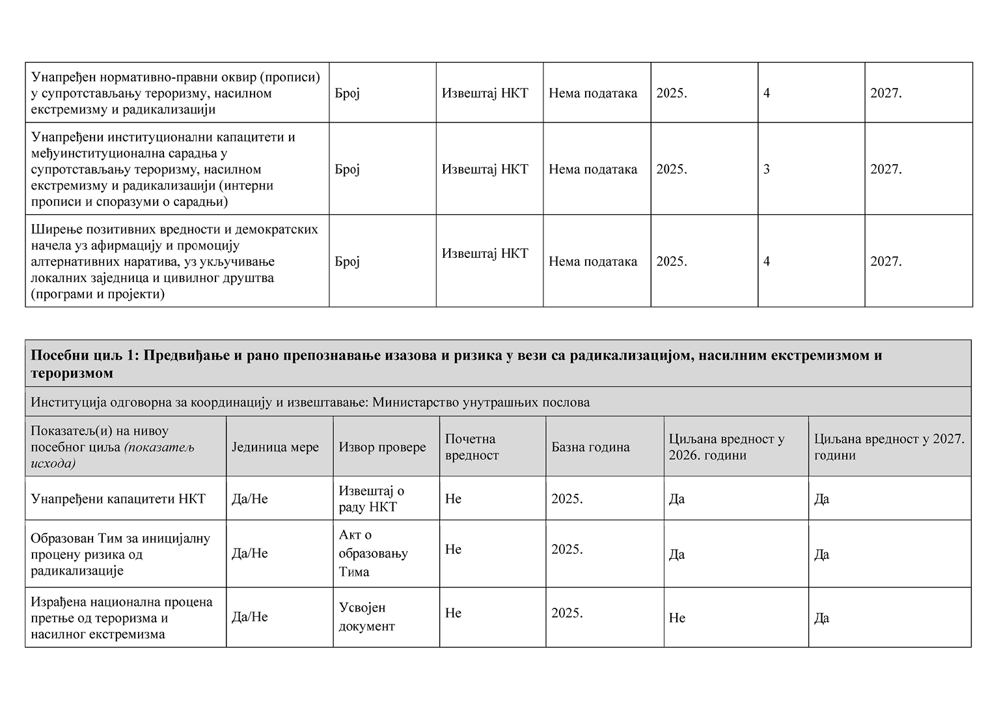 Унапређен нормативно-правни оквир (прописи)
у супротстављању тероризму, насилном
екстремизму и радикализацији
Број
Извештај НКТ
Нема података
2025.
4
2027.
Унапређени институционални капацитети и
међуинституционална сарадња у
супротстављању тероризму, насилном
екстремизму и радикализацији (интерни
прописи и споразуми о сарадњи)
Број
Извештај НКТ
Нема података
2025.
3
2027.
Ширење позитивних вредности и демократских
начела уз афирмацију и промоцију
алтернативних наратива, уз укључивање
локалних заједница и цивилног друштва
(програми и пројекти)
Број
Извештај НКТ
Нема података
2025.
4
2027.
Посебни циљ 1: Предвиђање и рано препознавање изазова и ризика у вези са радикализацијом, насилним екстремизмом и
тероризмом
Институција одговорна за координацију и извештавање: Министарство унутрашњих послова
Показатељ(и) на нивоу
посебног циља (показатељ
исхода)
Јединица мере
Извор провере
Почетна
вредност
Базна година
Циљана вредност у
2026. години
Циљана вредност у 2027.
години
Унапређени капацитети НКТ
Да/Не
Извештај о
раду НКТ
Не
2025.
Да
Да
Образован Тим за иницијалну
процену ризика од
радикализације
Да/Не
Акт о
образовању
Тима
Не
2025.
Да
Да
Израђена национална процена
претње од тероризма и
насилног екстремизма
Да/Не
Усвојен
документ
Не
2025.
Не
Да